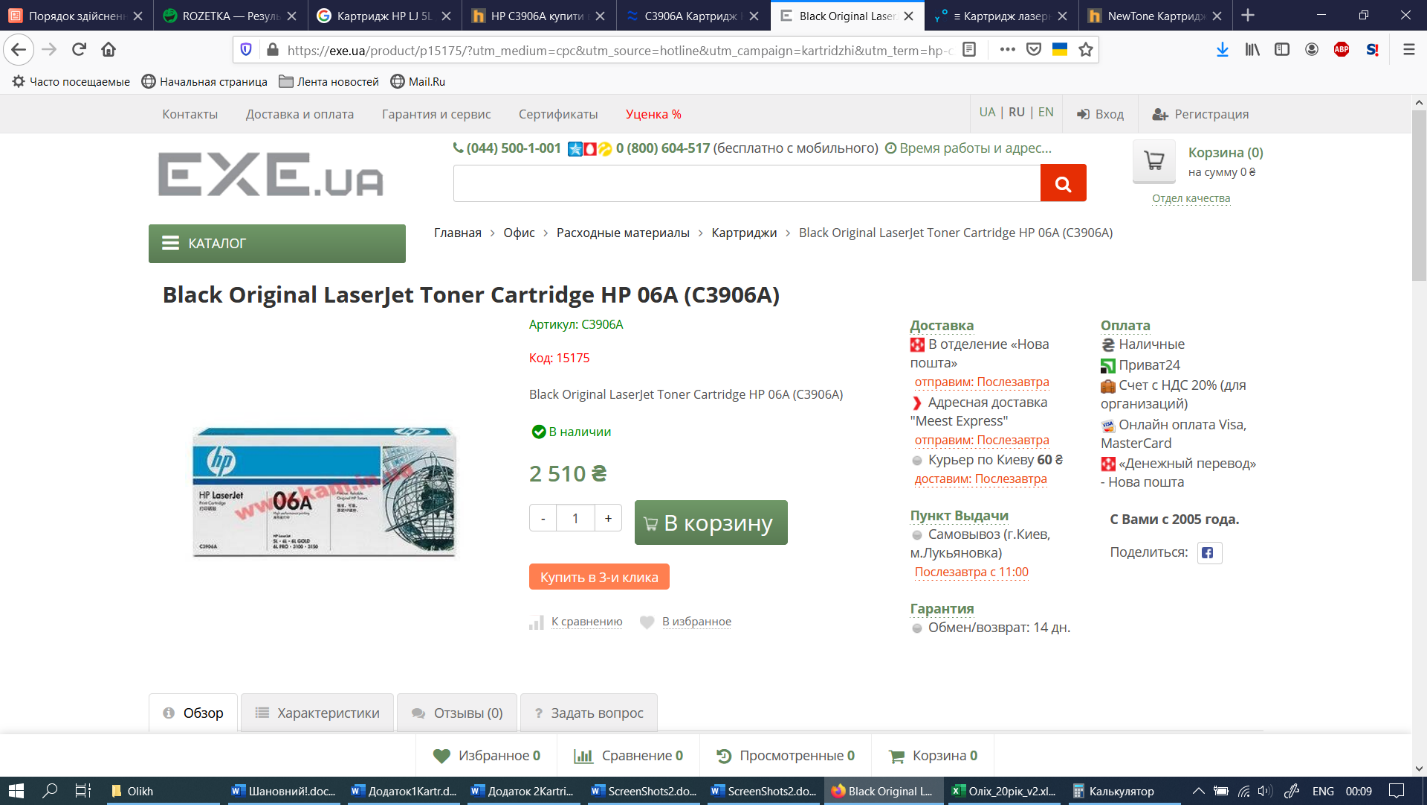 Порядок здійсненн
ROZETKA — Резуль
Картридж HP LJ 5L
HP C3906A купити
C3906A Картридж
Black Original Laser
≡ Картридж лазер
NewTone Картридж
https://exe.ua/product/p15175/?utm_medium=cpc&utm_source=hotline&utm_campaign=kartridzhi&utm_term=hp-c
Часто посещаемые
Начальная страница
Лента новостей
Mail.Ru
Контакты
Доставка и оплата
Гарантия и сервис
Сертификаты
Уценка %
UA | RU | EN
Вход
Регистрация
EXE.UA
(044) 500-1-001 0 (800) 604-517 (бесплатно с мобильного) Время работы и адрес...
Корзина (0)
на сумму 0 ₴
Отдел качества
КАТАЛОГ
Главная > Офис > Расходные материалы > Картриджи > Black Original LaserJet Toner Cartridge HP 06A (C3906A)
Black Original LaserJet Toner Cartridge HP 06A (C3906A)
hp
HP LaserJet
06A
C3906A
Артикул: C3906A
Код: 15175
Black Original LaserJet Toner Cartridge HP 06A (C3906A)
В наличии
2 510 ₴
- 1 +
В корзину
Купить в 3-и клика
К сравнению
В избранное
Доставка
В отделение «Нова
пошта»
отправим: Послезавтра
Адресная доставка
"Meest Express"
отправим: Послезавтра
Курьер по Киеву 60 ₴
доставим: Послезавтра
Пункт Выдачи
Самовывоз (г.Киев,
м.Лукьяновка)
Послезавтра с 11:00
Гарантия
Обмен/возврат: 14 дн.
Оплата
Наличные
Приват24
Счет с НДС 20% (для
организаций)
Онлайн оплата Visa,
MasterCard
«Денежный перевод»
- Нова пошта
С Вами с 2005 года.
Поделиться:
Обзор
Характеристики
Отзывы (0)
Задать вопрос
Избранное 0
Сравнение 0
Просмотренные 0
Корзина 0
Olikh
Шановний!.doc...
Додаток1Kartr.d...
Додаток 2Kartri...
ScreenShots2.do...
ScreenShots2.do...
Black Original L...
Оліх_20рік_v2.xl...
Калькулятор
ENG
00:09